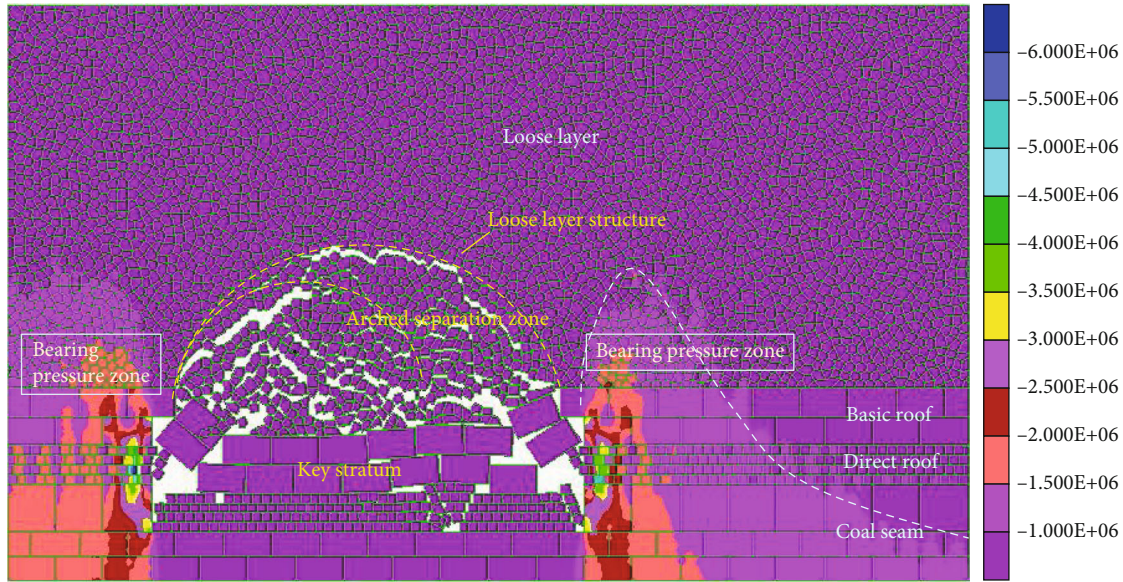 Loose layer
Loose layer structure
Arched separation zone
Bearing
pressure zone
Bearing pressure zone
Basic roof
Direct roof
Key stratum
Coal seam
–6.000E+06
–5.500E+06
–5.000E+06
–4.500E+06
–4.000E+06
–3.500E+06
–3.000E+06
–2.500E+06
–2.000E+06
–1.500E+06
–1.000E+06